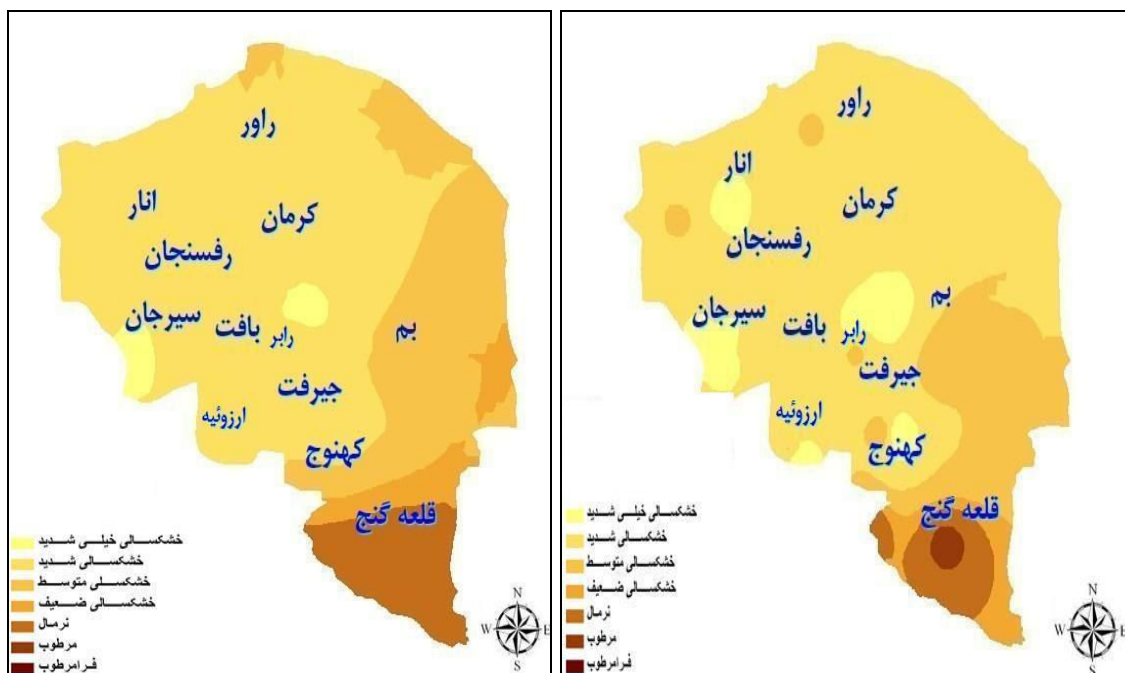 راور
انار
کرمان
رفسنجان
سیرجان
بافت
رابر
بم
جیرفت
ارزوئیه
کهنوج
قلعه گنج
خشکسالی خیلی شدید
خشکسالی شدید
خشکسلی متوسط
خشکسالی ضعیف
نرمال
مرطوب
فرامرطوب
N
W
E
S
راور
انار
کرمان
رفسنجان
بم
سیرجان
بافت
رابر
جیرفت
ارزوئیه
کهنوج
قلعه گنج
خشکسالی خیلی شدید
خشکسالی شدید
خشکسالی متوسط
خشکسالی ضعیف
نرمال
مرطوب
فرامرطوب
N
W
E
S